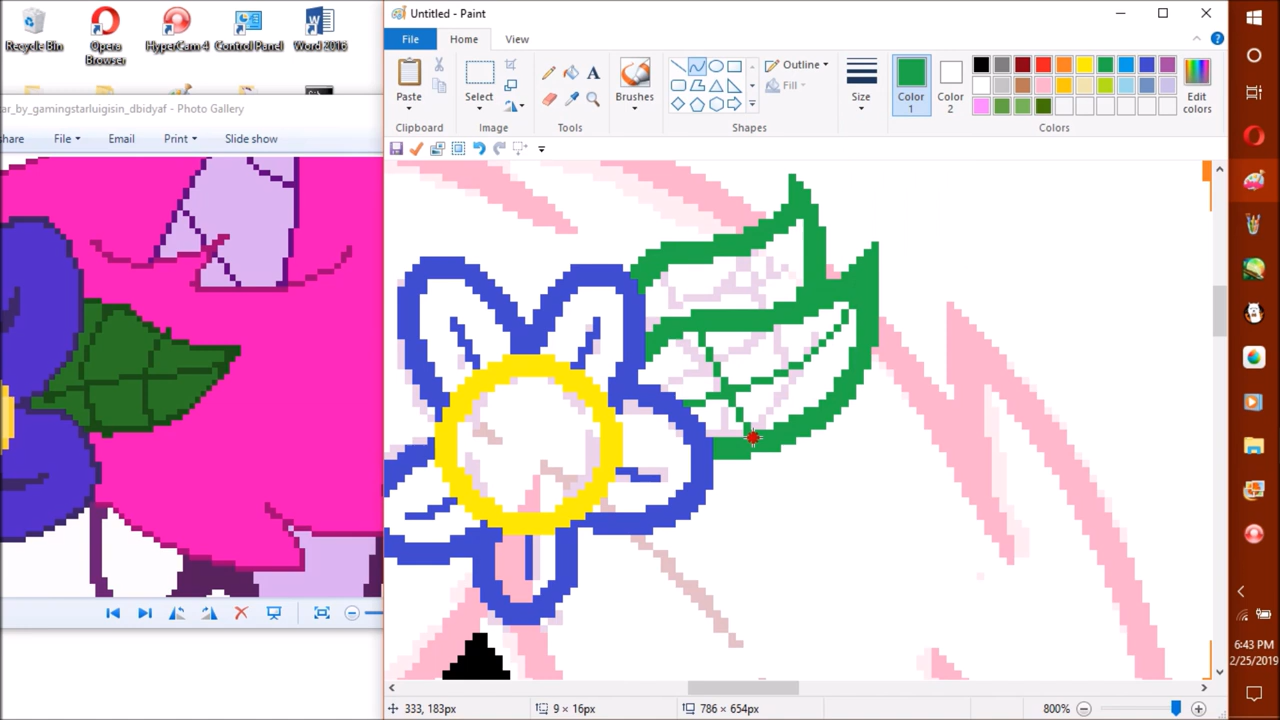 Recycle Bin
Opera Browser
HyperCam 4
Control Panel
Word 2016
ar_by_gamingstarluigisin_dbidyaf - Photo Gallery
share
File
Email
Print
Slide show
Untitled - Paint
File
Home
View
Paste
Clipboard
Select
Image
A
Tools
Brushes
Outline
Fill
Shapes
Size
Color 1
Color 2
Edit colors
Colors
333, 183px
9 × 16px
786 × 654px
800%
6:43 PM
2/25/2019